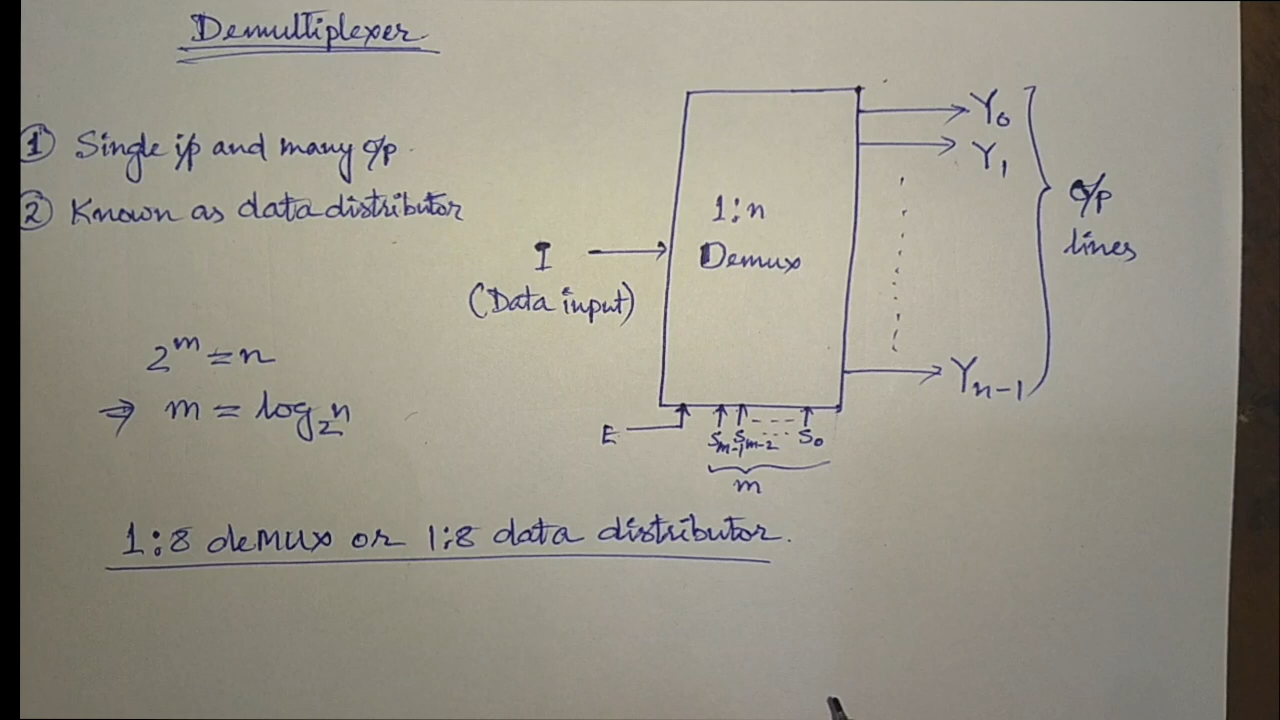 Demultiplexer
① Single i/p and many o/p.
② Known as data distributor
2^m = n
⇒ m = log₂n
I
(Data input)
1:n
Demux
Y₀
Y₁
Yₙ₋₁
o/p
lines
E
Sₘ₋₁ Sₘ₋₂ ---- S₀
m
1:8 demux or 1:8 data distributor.